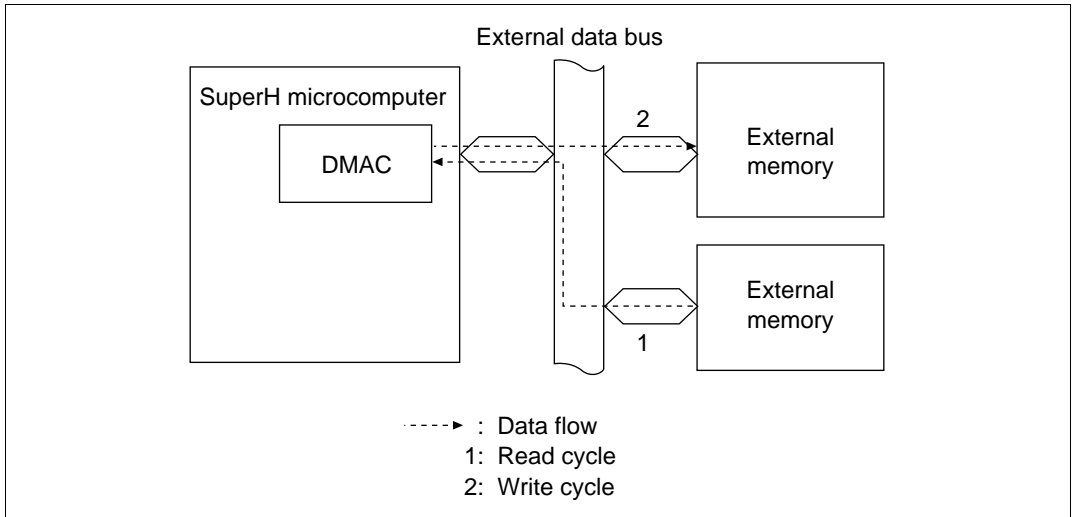 External data bus
SuperH microcomputer
DMAC
2
External
memory
External
memory
1
: Data flow
1: Read cycle
2: Write cycle